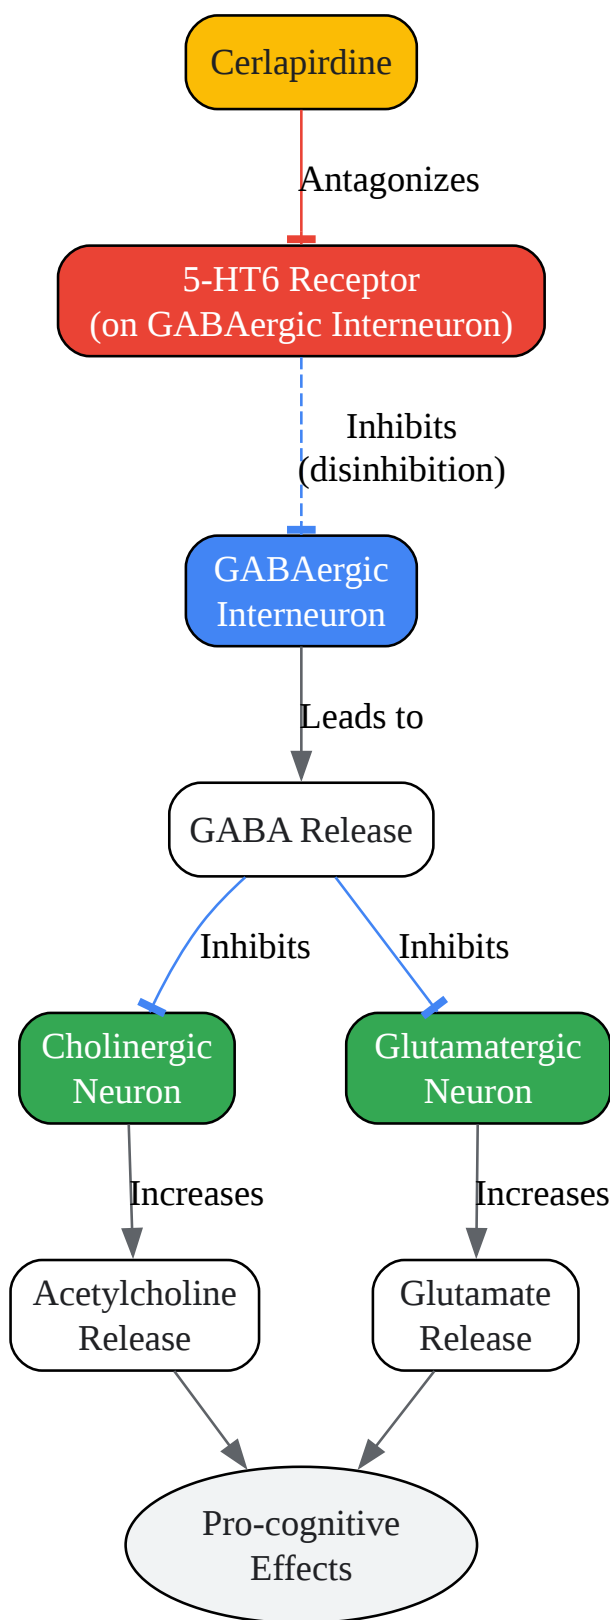 Cerlapirdine
Antagonizes
5-HT6 Receptor
(on GABAergic Interneuron)
Inhibits
(disinhibition)
GABAergic
Interneuron
Leads to
GABA Release
Inhibits
Inhibits
Cholinergic
Neuron
Glutamatergic
Neuron
Increases
Increases
Acetylcholine
Release
Glutamate
Release
Pro-cognitive
Effects